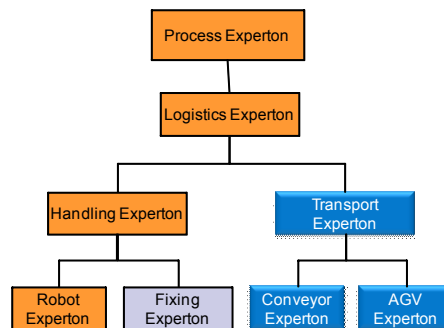 Process Experton
Logistics Experton
Handling Experton
Transport
Experton
Robot
Experton
Fixing
Experton
Conveyor
Experton
AGV
Experton